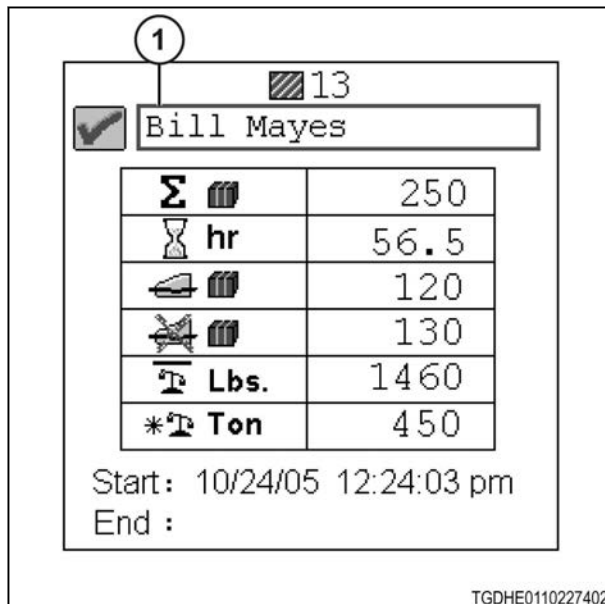 1
13
Bill Mayes
Σ 250
hr 56.5
120
130
Lbs. 1460
* Ton 450
Start: 10/24/05 12:24:03 pm
End :
TGDHE0110227402